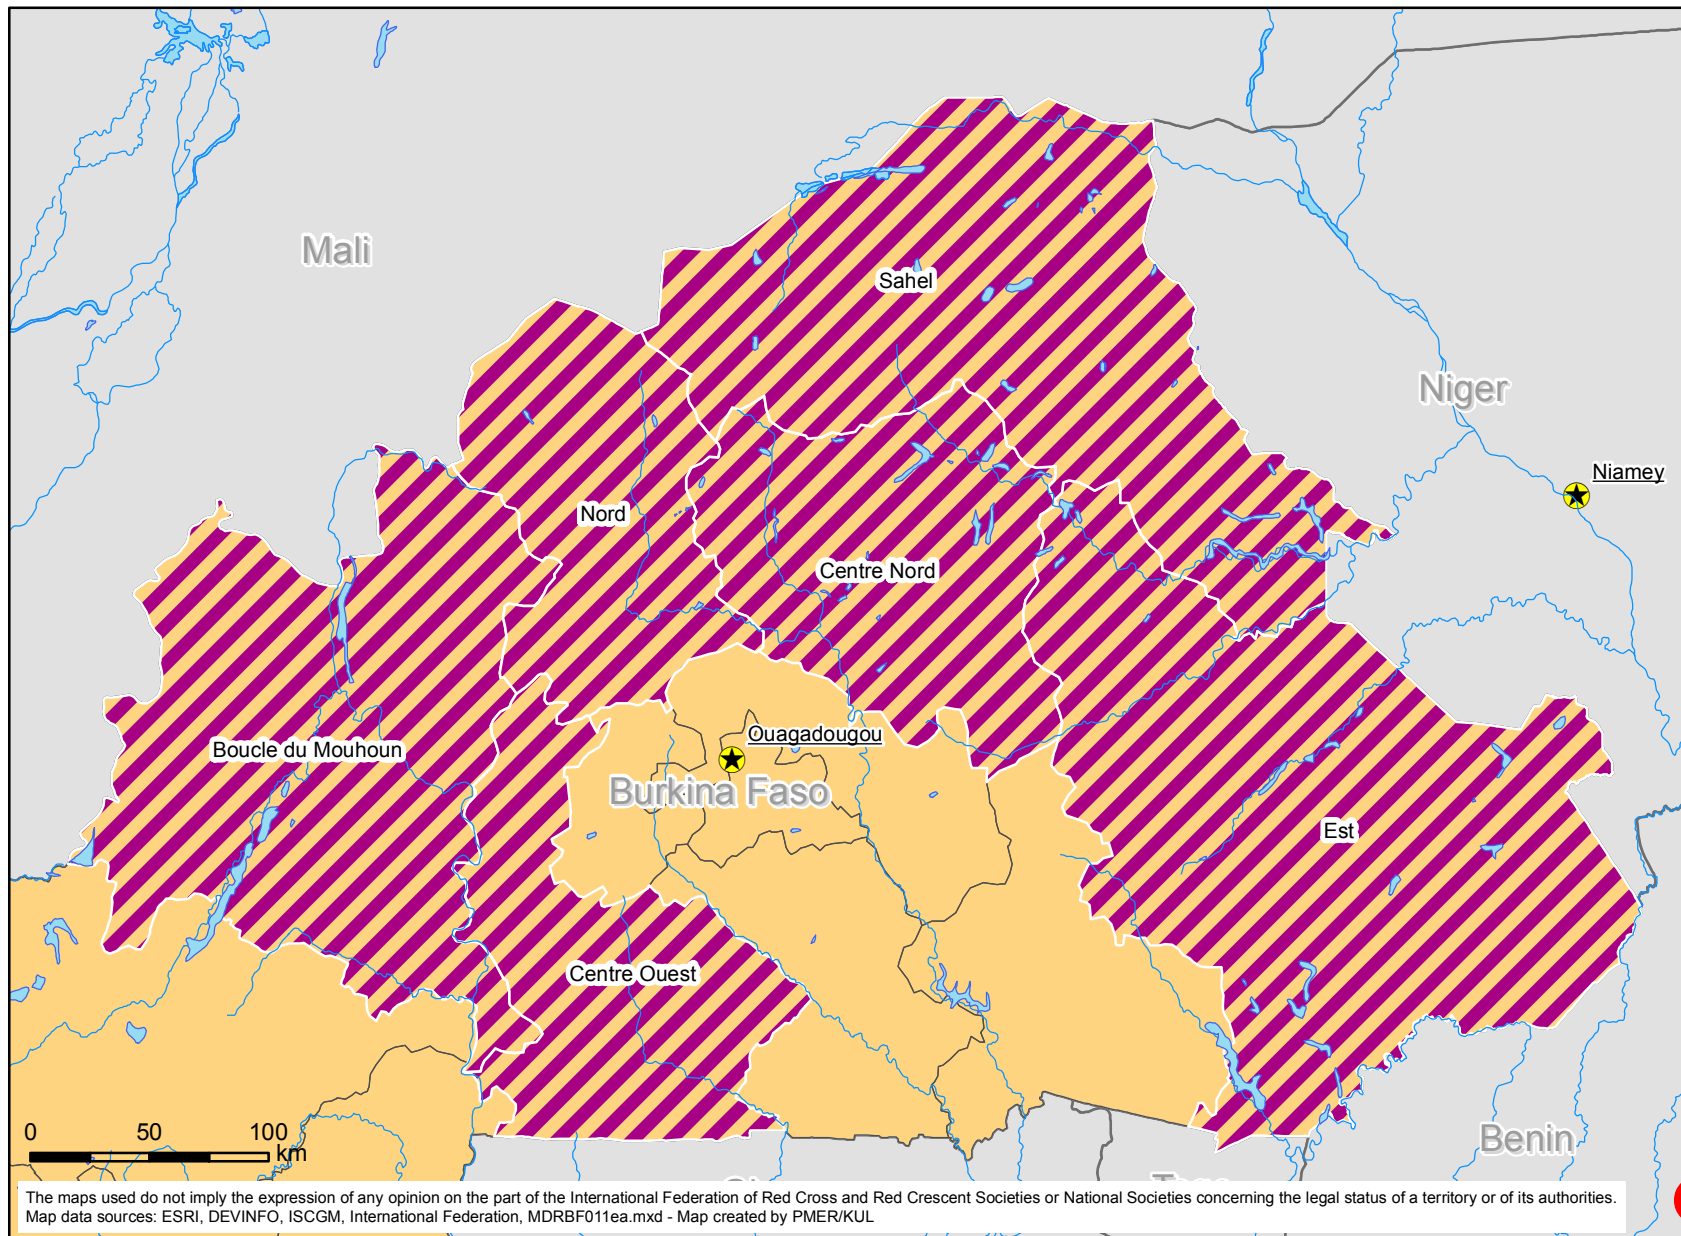 Mali
Sahel
Niger
Niamey
Nord
Centre Nord
Ouagadougou
Boucle du Mouhoun
Burkina Faso
Est
Centre Ouest
0 50 100
km
Benin
The maps used do not imply the expression of any opinion on the part of the International Federation of Red Cross and Red Crescent Societies or National Societies concerning the legal status of a territory or of its authorities.
Map data sources: ESRI, DEVINFO, ISCGM, International Federation, MDRBF011ea.mxd - Map created by PMER/KUL